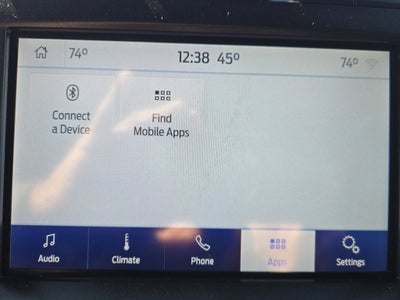 74° 12:38 45° 74°
Connect
a Device
Find
Mobile Apps
Audio Climate Phone Apps Settings